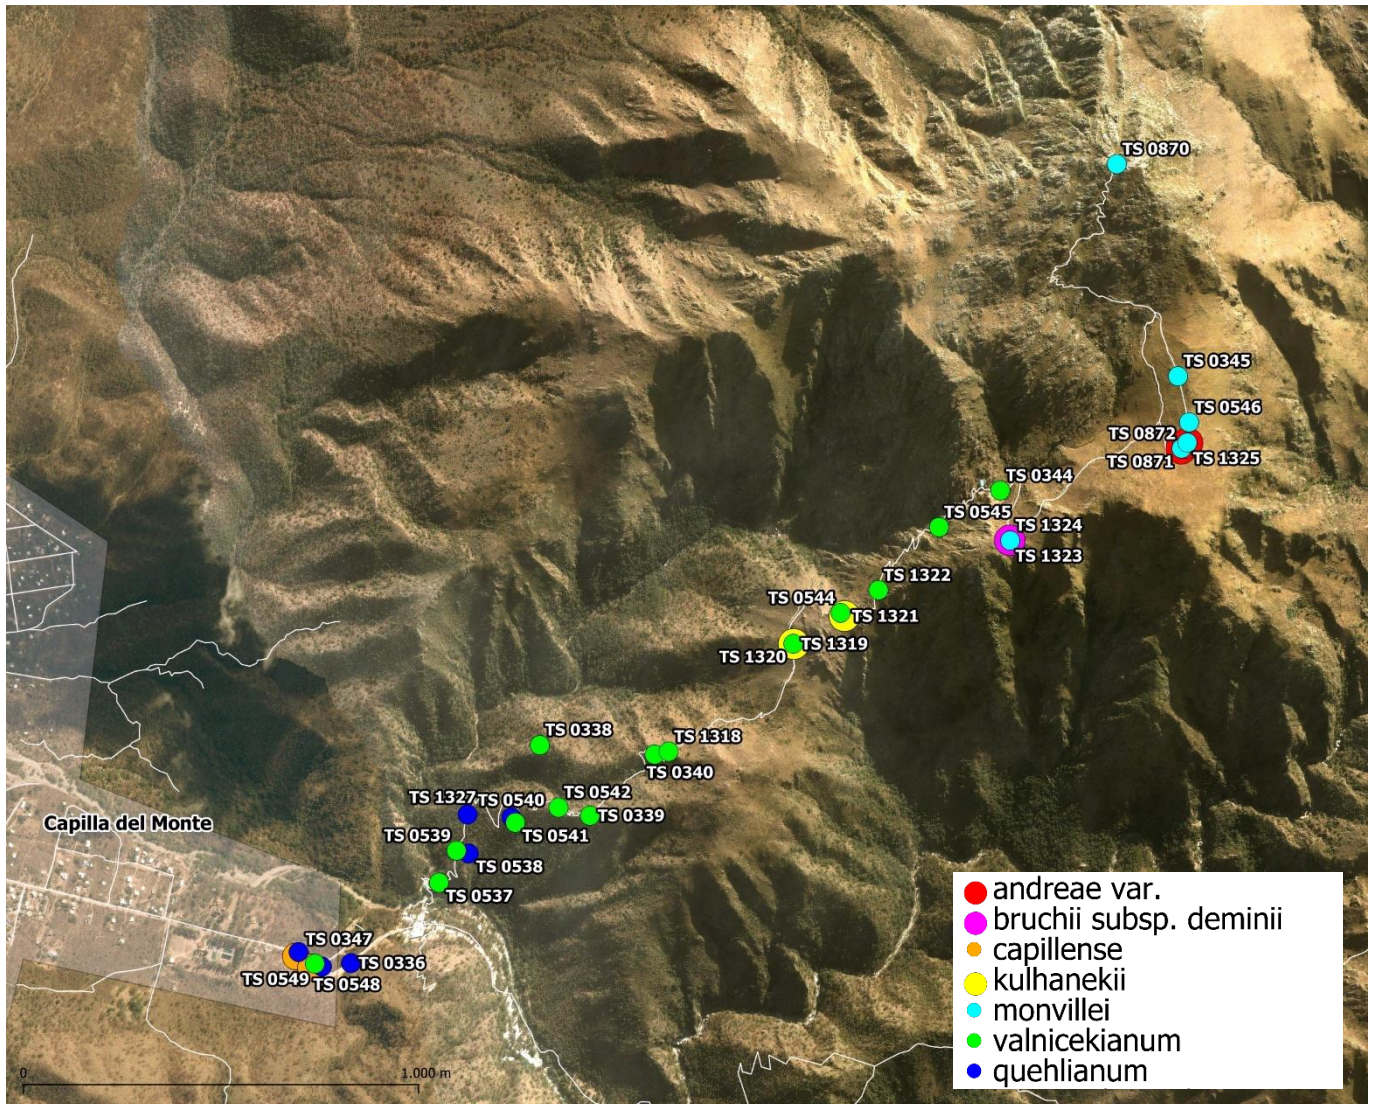 TS 0870
TS 0345
TS 0546
TS 0872
TS 0871
TS 1325
TS 0344
TS 0545
TS 1324
TS 1323
TS 1322
TS 0544
TS 1321
TS 1319
TS 1320
TS 0338
TS 1318
TS 0340
TS 0542
TS 1327
TS 0540
TS 0339
TS 0541
TS 0539
TS 0538
TS 0537
Capilla del Monte
TS 0347
TS 0336
TS 0549
TS 0548
0
1.000 m
andreae var.
bruchii subsp. deminii
capillense
kulhanekii
monvillei
valnicekianum
quehlianum